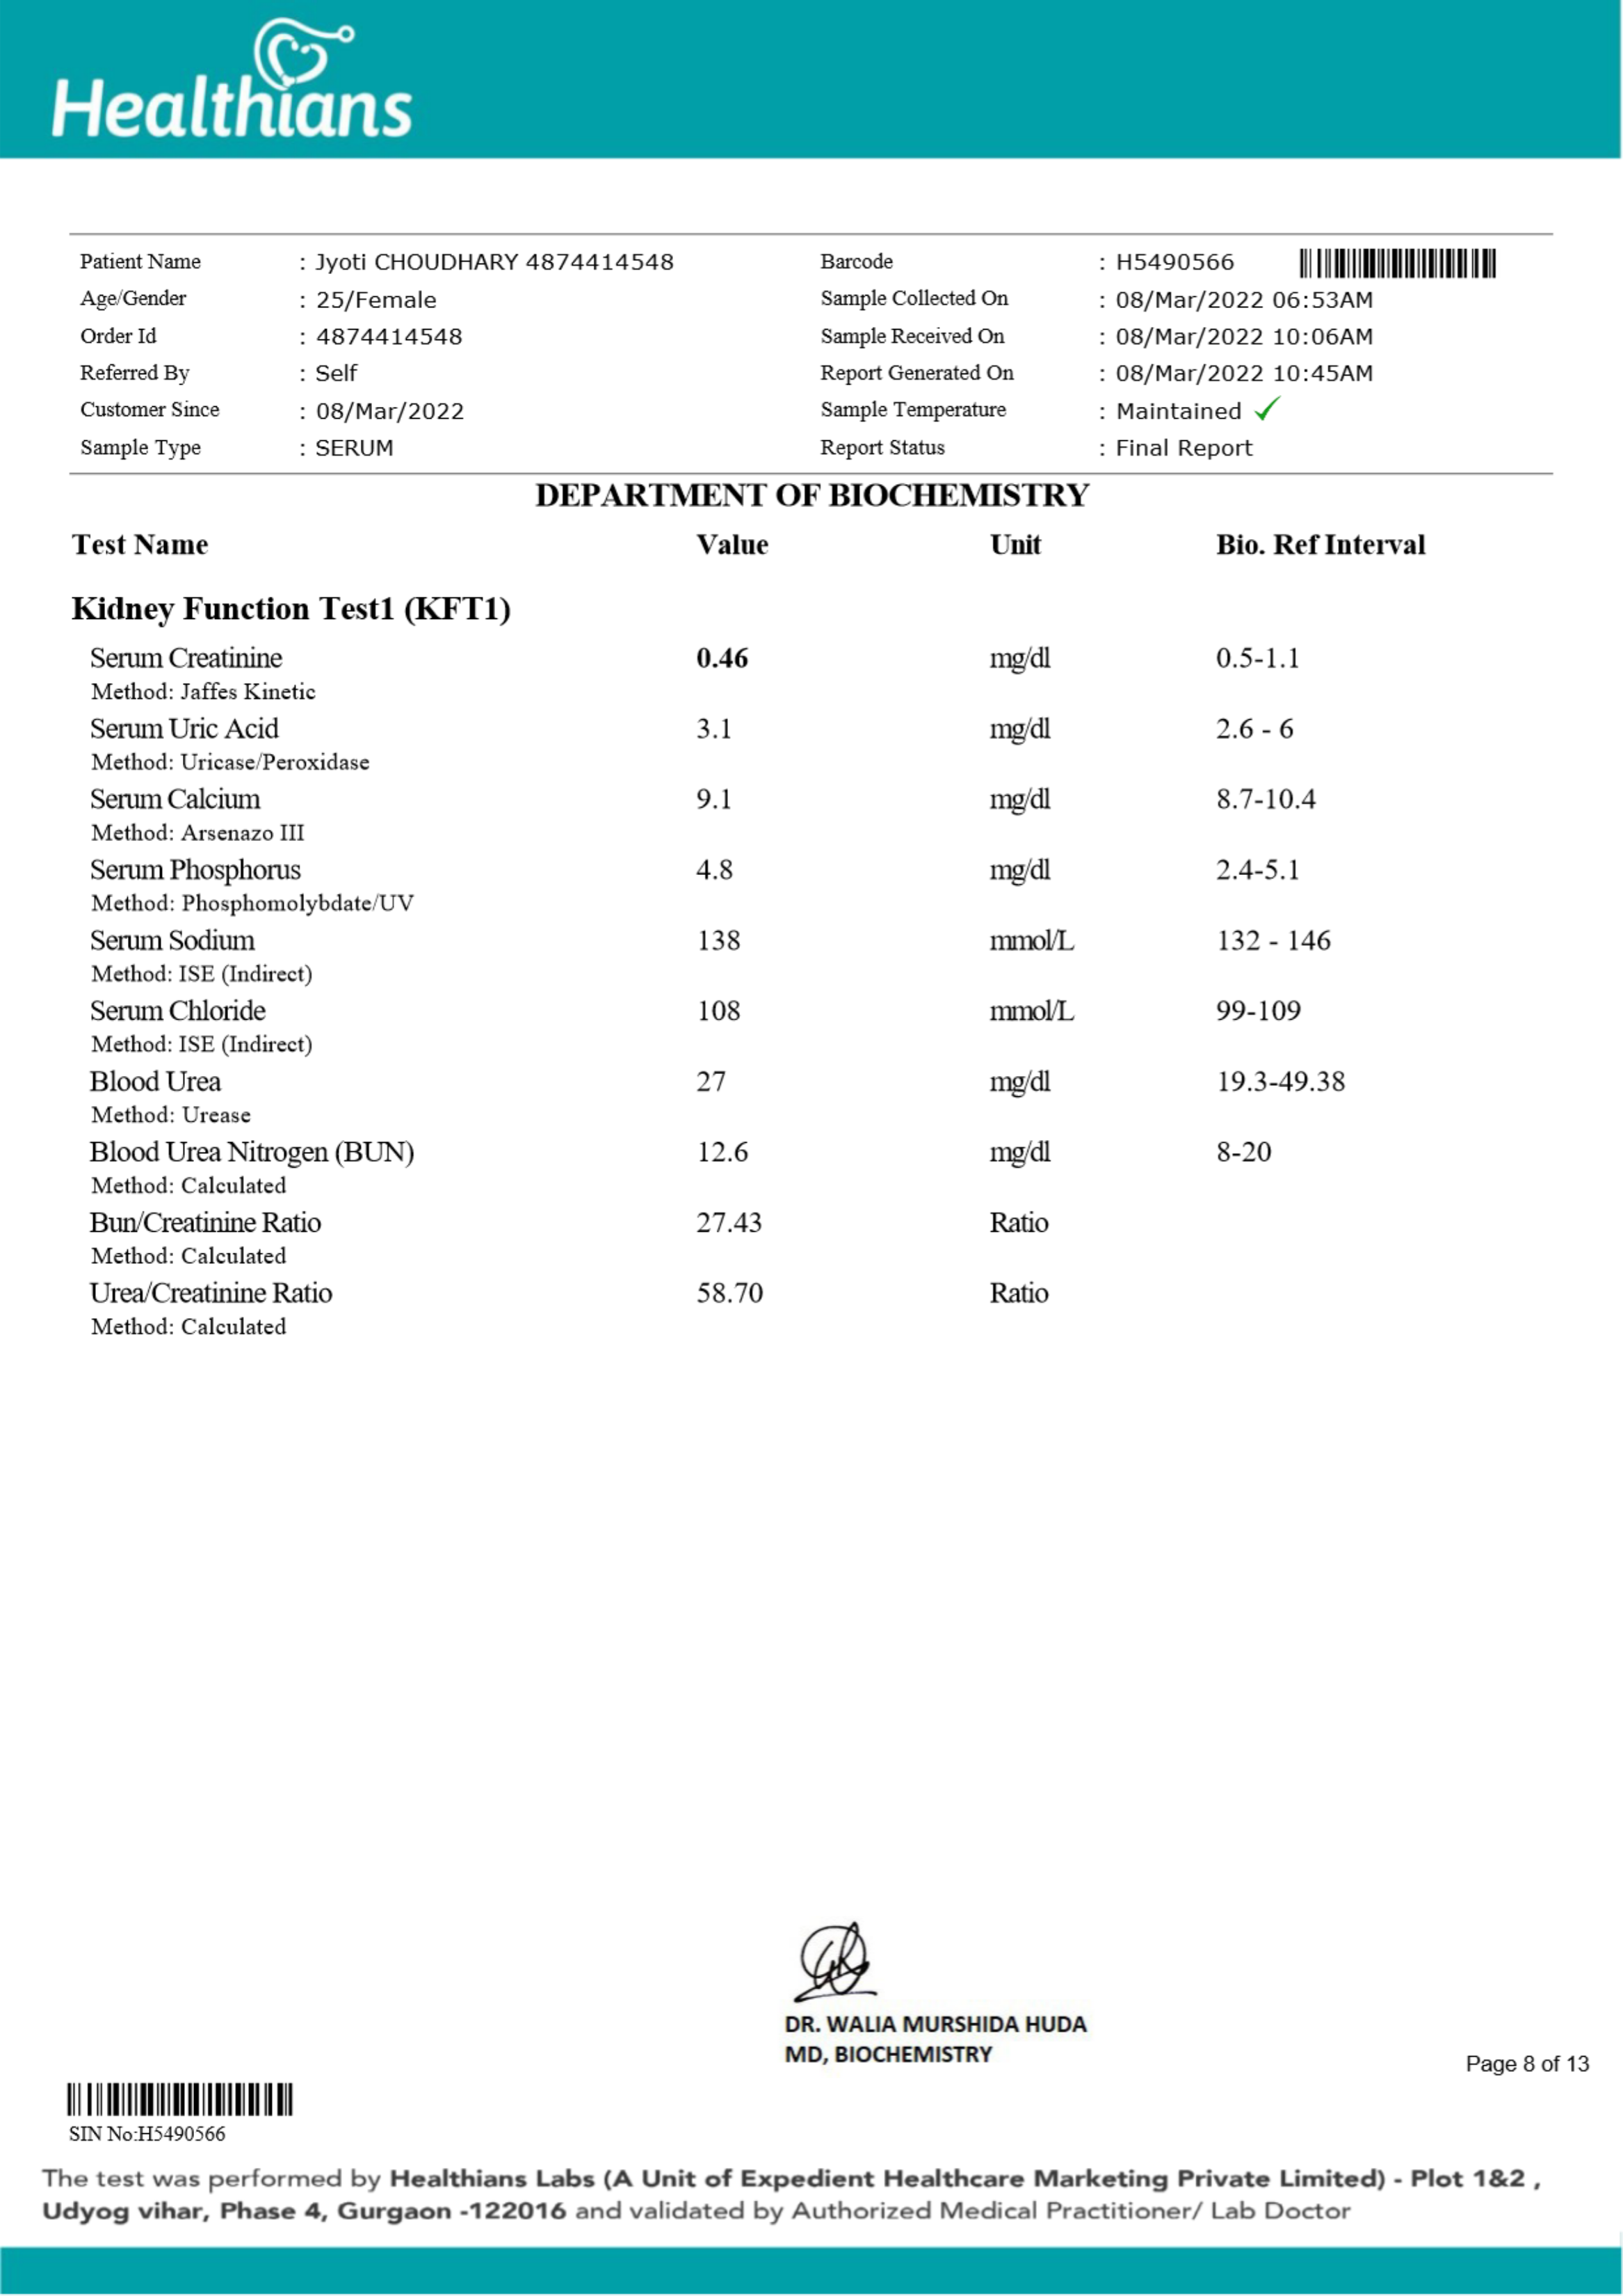 Healthians
Patient Name : Jyoti CHOUDHARY 4874414548 Barcode : H5490566
Age/Gender : 25/Female Sample Collected On : 08/Mar/2022 06:53AM
Order Id : 4874414548 Sample Received On : 08/Mar/2022 10:06AM
Referred By : Self Report Generated On : 08/Mar/2022 10:45AM
Customer Since : 08/Mar/2022 Sample Temperature : Maintained ✓
Sample Type : SERUM Report Status : Final Report
DEPARTMENT OF BIOCHEMISTRY
Test Name Value Unit Bio. Ref Interval
Kidney Function Test1 (KFT1)
Serum Creatinine 0.46 mg/dl 0.5-1.1
Method: Jaffes Kinetic
Serum Uric Acid 3.1 mg/dl 2.6 - 6
Method: Uricase/Peroxidase
Serum Calcium 9.1 mg/dl 8.7-10.4
Method: Arsenazo III
Serum Phosphorus 4.8 mg/dl 2.4-5.1
Method: Phosphomolybdate/UV
Serum Sodium 138 mmol/L 132 - 146
Method: ISE (Indirect)
Serum Chloride 108 mmol/L 99-109
Method: ISE (Indirect)
Blood Urea 27 mg/dl 19.3-49.38
Method: Urease
Blood Urea Nitrogen (BUN) 12.6 mg/dl 8-20
Method: Calculated
Bun/Creatinine Ratio 27.43 Ratio
Method: Calculated
Urea/Creatinine Ratio 58.70 Ratio
Method: Calculated
DR. WALIA MURSHIDA HUDA
MD, BIOCHEMISTRY
Page 8 of 13
SIN No:H5490566
The test was performed by Healthians Labs (A Unit of Expedient Healthcare Marketing Private Limited) - Plot 1&2 ,
Udyog vihar, Phase 4, Gurgaon -122016 and validated by Authorized Medical Practitioner/ Lab Doctor